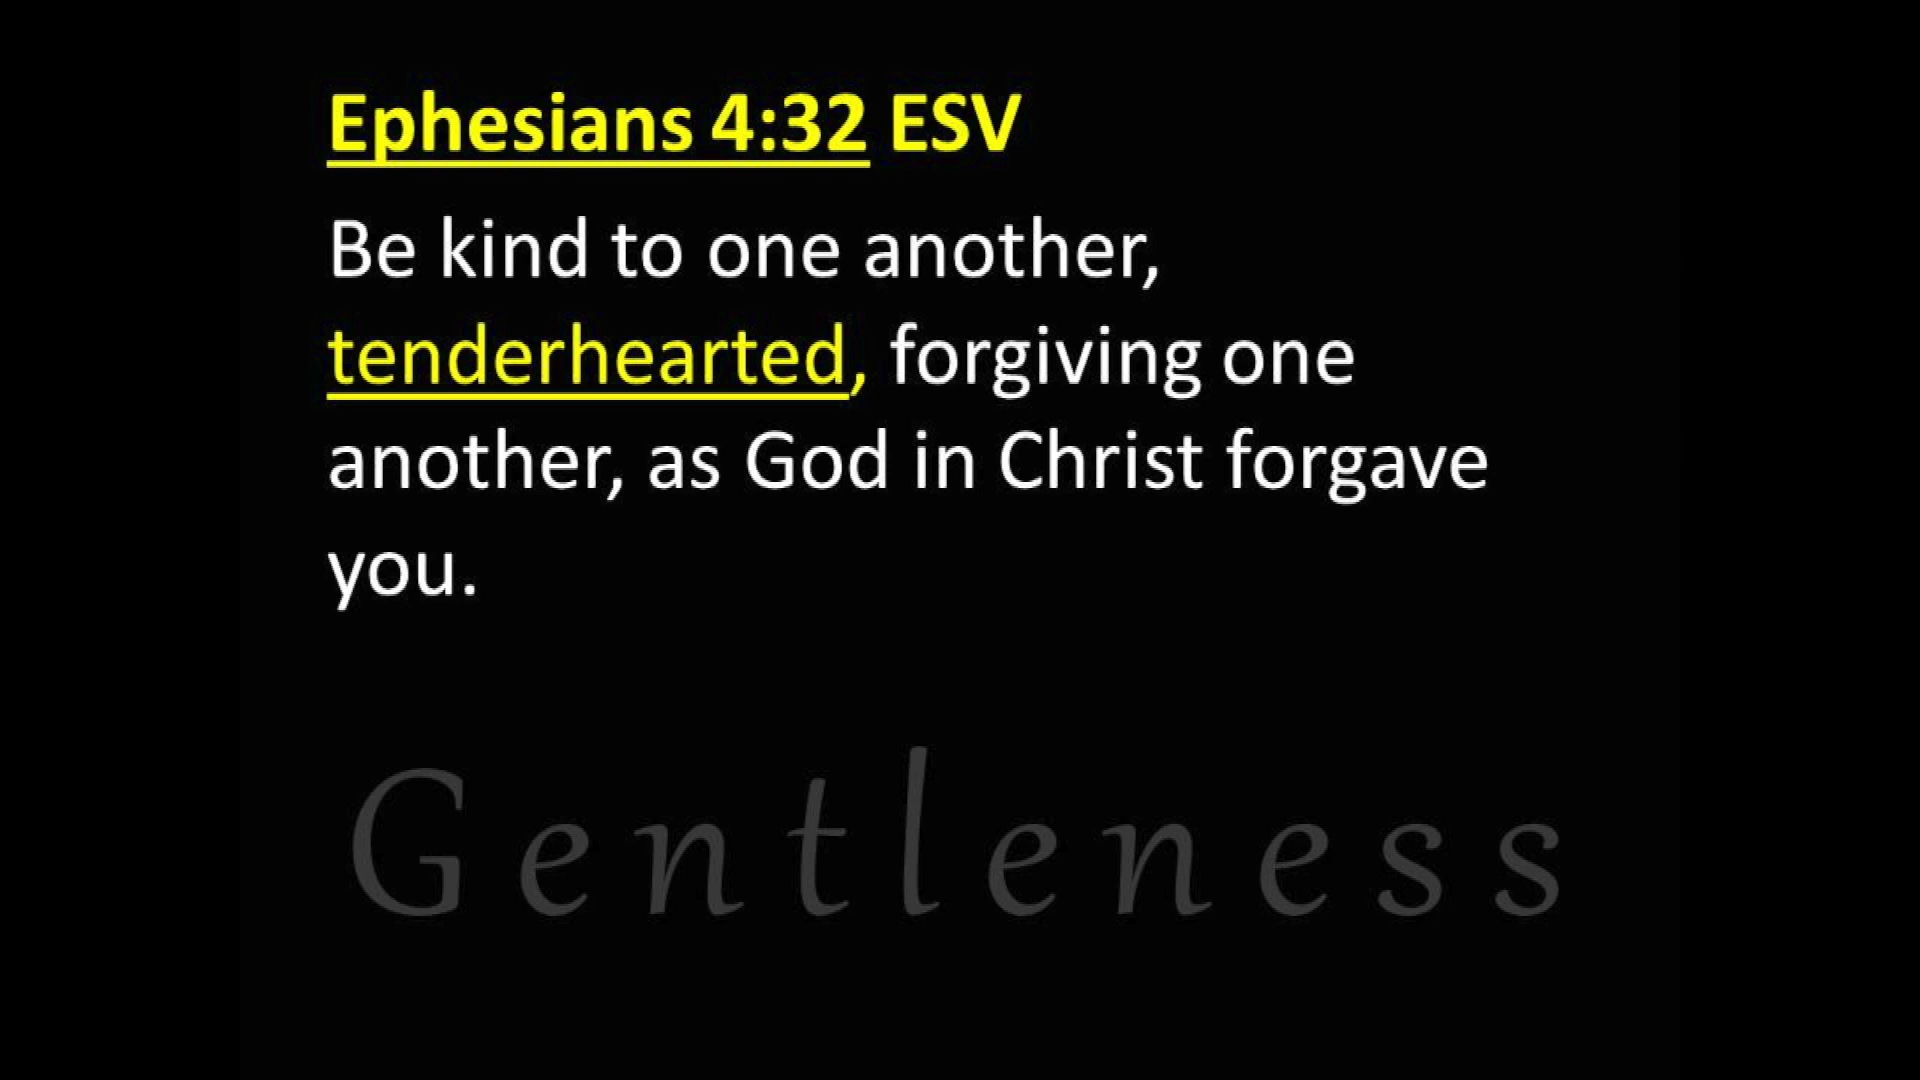 Ephesians 4:32 ESV
Be kind to one another,
tenderhearted, forgiving one
another, as God in Christ forgave
you.
Gentleness